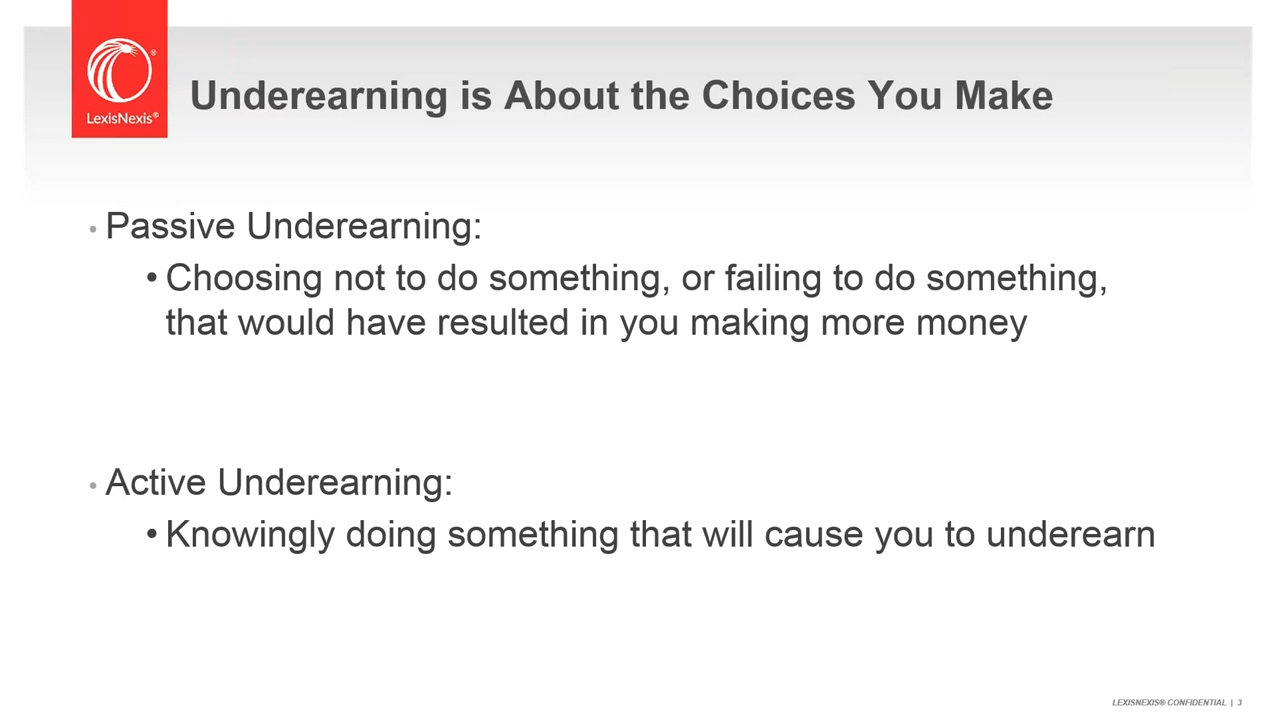 LexisNexis®
Underearning is About the Choices You Make
• Passive Underearning:
• Choosing not to do something, or failing to do something,
that would have resulted in you making more money
• Active Underearning:
• Knowingly doing something that will cause you to underearn
LEXISNEXIS® CONFIDENTIAL | 3